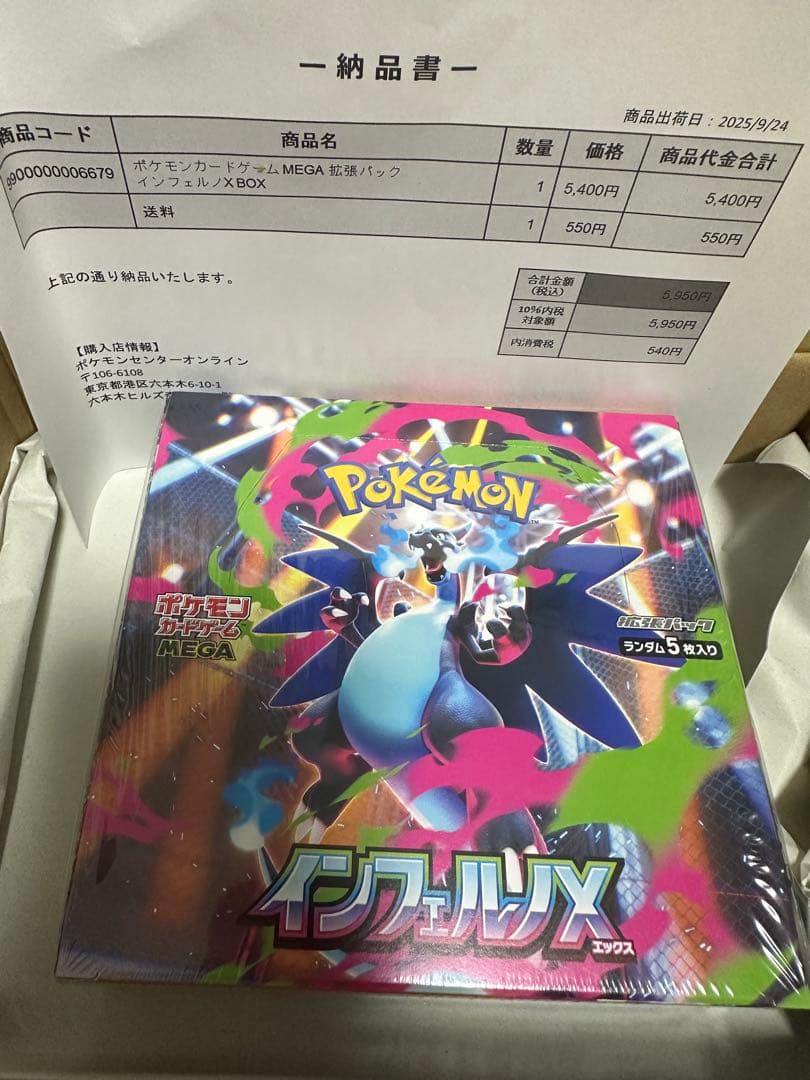 ー納品書ー
商品出荷日：2025/9/24
商品コード 商品名 数量 価格 商品代金合計
9900000006679 ポケモンカードゲームMEGA 拡張パック
インフェルノX BOX 1 5,400円 5,400円
送料 1 550円 550円
上記の通り納品いたします。
合計金額
(税込) 5,950円
10%内税
対象額 5,950円
内消費税 540円
【購入店情報】
ポケモンセンターオンライン
〒106-6108
東京都港区六本木6-10-1
六本木ヒルズ
POKÉMON
TM
ポケモン
カードゲーム
MEGA
拡張パック
ランダム5枚入り
インフェルノX
エックス